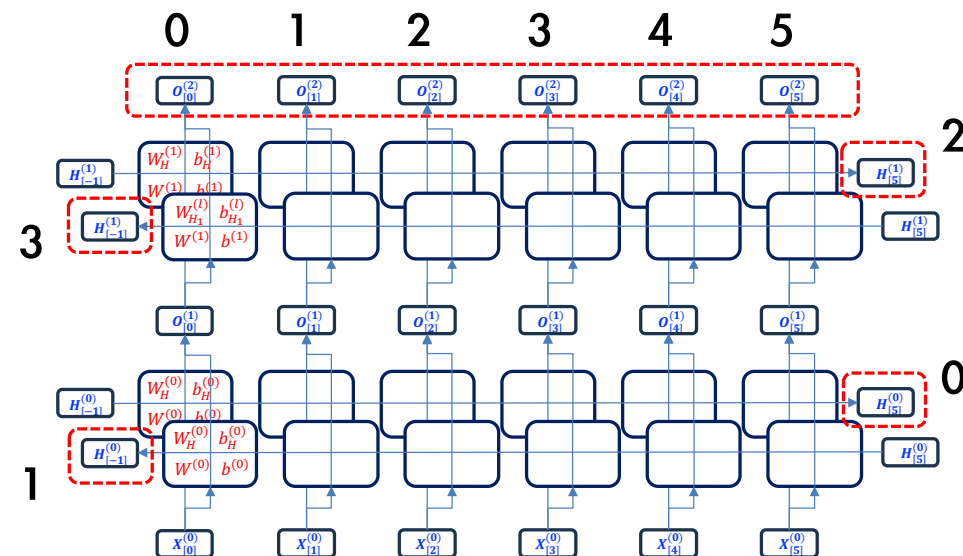 0 1 2 3 4 5
O^{(2)}_{[0]} O^{(2)}_{[1]} O^{(2)}_{[2]} O^{(2)}_{[3]} O^{(2)}_{[4]} O^{(2)}_{[5]}
2
W_H^{(1)} b_H^{(1)}
H^{(1)}_{[-1]} H^{(1)}_{[5]}
W^{(1)} b^{(1)}
W_{H_1}^{(l)} b_{H_1}^{(l)}
H^{(1)}_{[-1]} H^{(1)}_{[5]}
3
W^{(1)} b^{(1)}
O^{(1)}_{[0]} O^{(1)}_{[1]} O^{(1)}_{[2]} O^{(1)}_{[3]} O^{(1)}_{[4]} O^{(1)}_{[5]}
0
W_H^{(0)} b_H^{(0)}
H^{(0)}_{[-1]} H^{(0)}_{[5]}
W^{(0)} b^{(0)}
W_H^{(0)} b_H^{(0)}
H^{(0)}_{[-1]} H^{(0)}_{[5]}
W^{(0)} b^{(0)}
1
X^{(0)}_{[0]} X^{(0)}_{[1]} X^{(0)}_{[2]} X^{(0)}_{[3]} X^{(0)}_{[4]} X^{(0)}_{[5]}